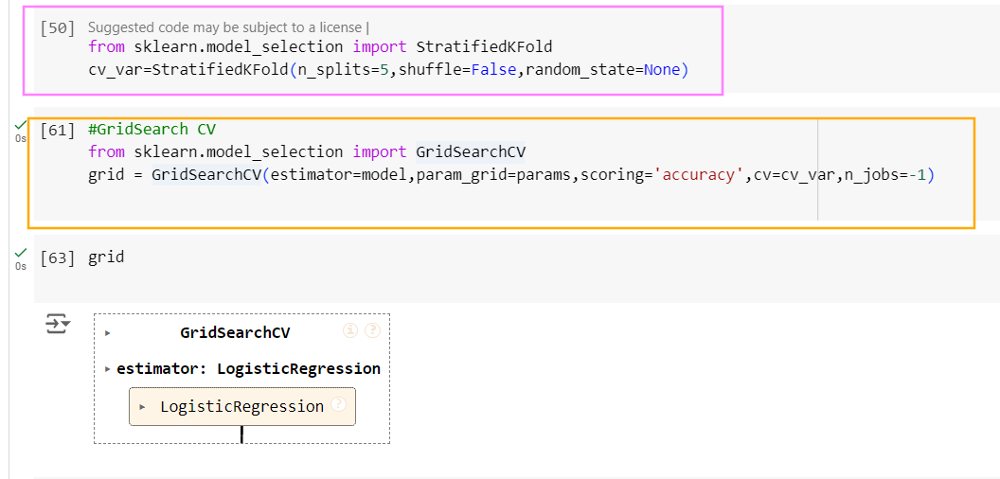 [50] Suggested code may be subject to a license |
from sklearn.model_selection import StratifiedKFold
cv_var=StratifiedKFold(n_splits=5,shuffle=False,random_state=None)
[61] #GridSearch CV
0s
from sklearn.model_selection import GridSearchCV
grid = GridSearchCV(estimator=model,param_grid=params,scoring='accuracy',cv=cv_var,n_jobs=-1)
[63] grid
0s
GridSearchCV i ?
estimator: LogisticRegression
LogisticRegression ?